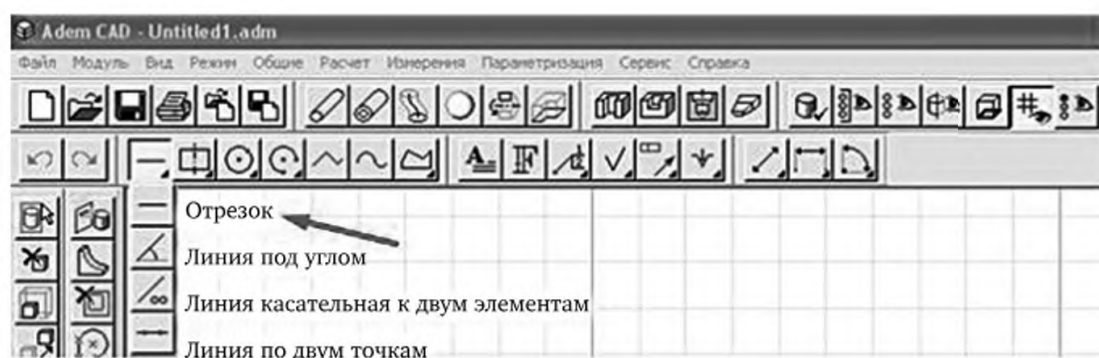 Adem CAD - Untitled1.adm
Файл Модуль Вид Режим Общие Расчет Измерения Параметризация Сервис Справка
Отрезок
Линия под углом
Линия касательная к двум элементам
Линия по двум точкам